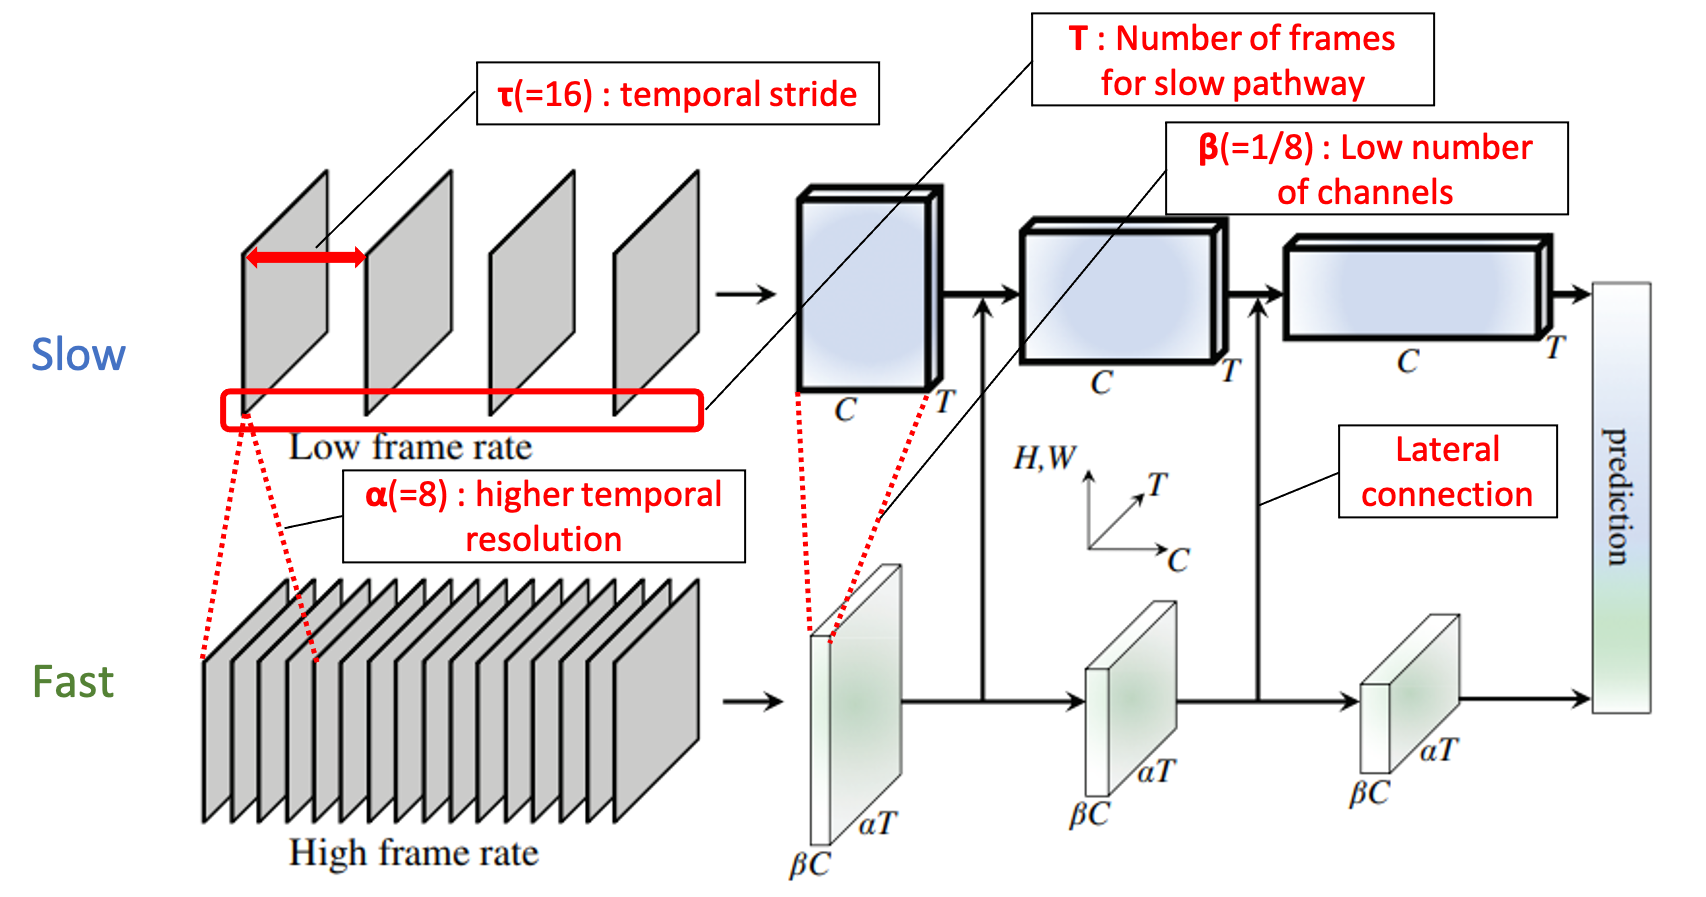 T : Number of frames
for slow pathway
τ(=16) : temporal stride
β(=1/8) : Low number
of channels
Slow
C
T
C
T
C
T
Low frame rate
H,W
T
C
Lateral
connection
prediction
α(=8) : higher temporal
resolution
Fast
αT
βC
αT
βC
αT
βC
High frame rate